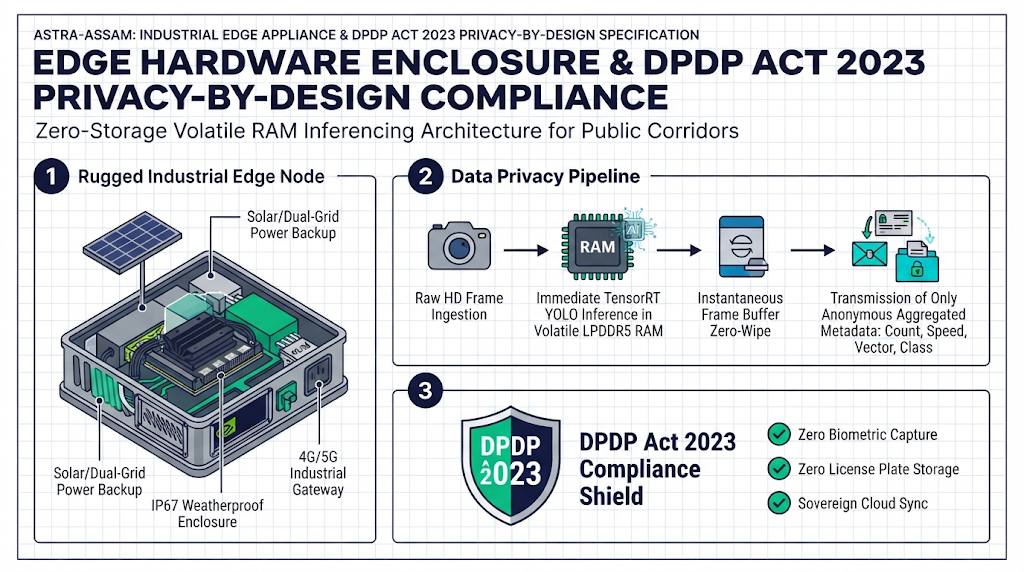 ASTRA-ASSAM: INDUSTRIAL EDGE APPLIANCE & DPDP ACT 2023 PRIVACY-BY-DESIGN SPECIFICATION
EDGE HARDWARE ENCLOSURE & DPDP ACT 2023
PRIVACY-BY-DESIGN COMPLIANCE
Zero-Storage Volatile RAM Inferencing Architecture for Public Corridors
1 Rugged Industrial Edge Node
Solar/Dual-Grid
Power Backup
Solar/Dual-Grid
Power Backup
IP67 Weatherproof
Enclosure
4G/5G
Industrial
Gateway
2 Data Privacy Pipeline
RAM
AI
Raw HD Frame
Ingestion
Immediate TensorRT
YOLO Inference in
Volatile LPDDR5 RAM
Instantaneous
Frame Buffer
Zero-Wipe
Transmission of Only
Anonymous Aggregated
Metadata: Count, Speed,
Vector, Class
3
DPDP
2023
DPDP Act 2023
Compliance
Shield
Zero Biometric Capture
Zero License Plate Storage
Sovereign Cloud Sync